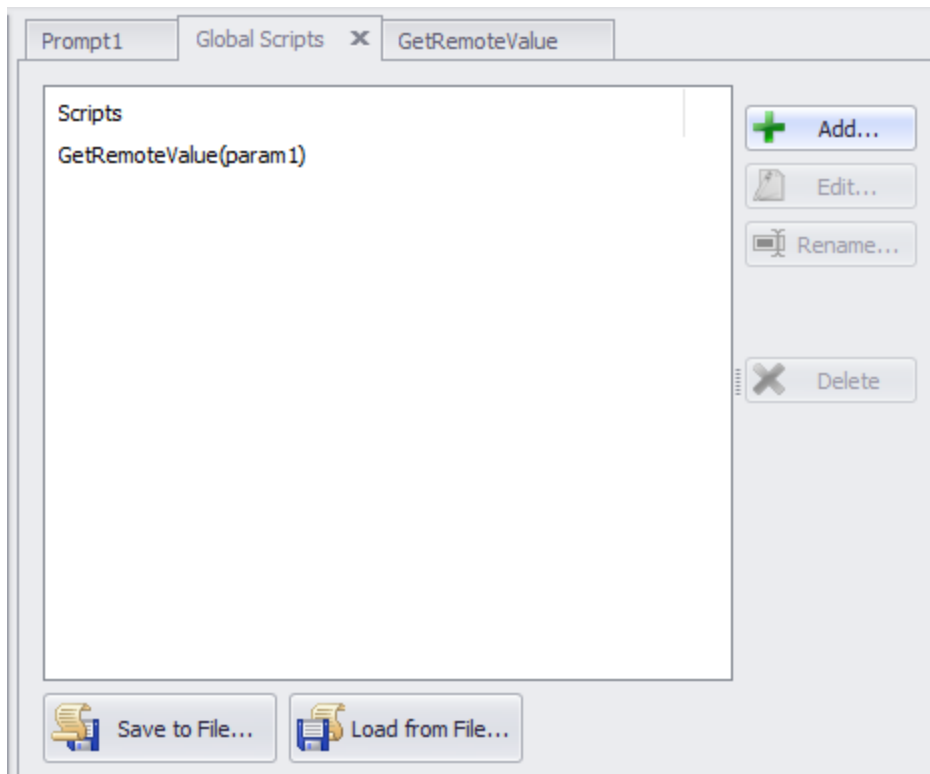 Prompt1 Global Scripts GetRemoteValue
Scripts
Add...
GetRemoteValue(param1)
Edit...
Rename...
Delete
Save to File... Load from File...